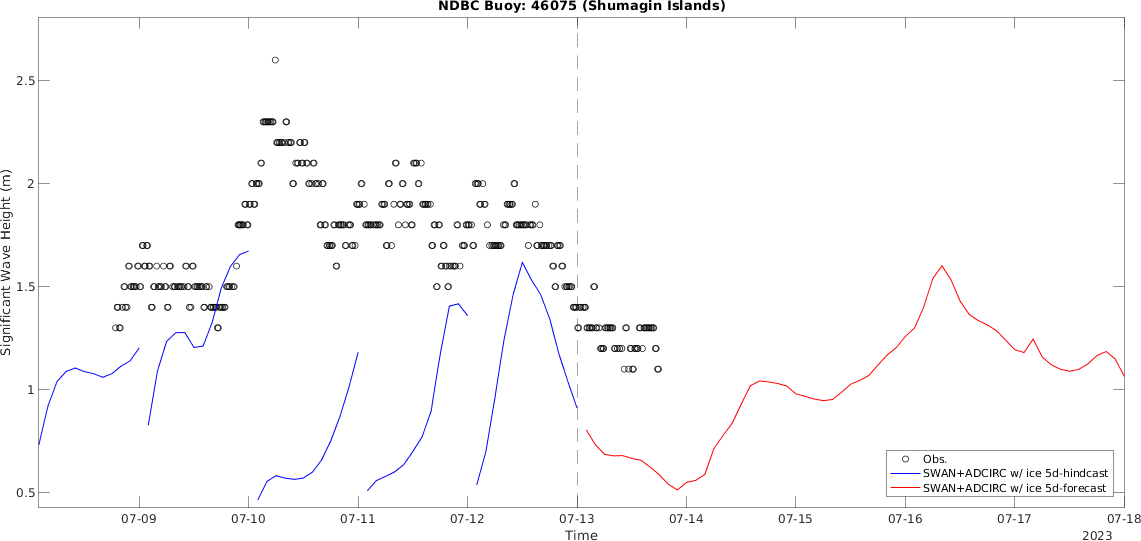 NDBC Buoy: 46075 (Shumagin Islands)
Significant Wave Height (m)
2.5
2
1.5
1
0.5
Obs.
SWAN+ADCIRC w/ ice 5d-hindcast
SWAN+ADCIRC w/ ice 5d-forecast
07-09 07-10 07-11 07-12 07-13 07-14 07-15 07-16 07-17 07-18
Time
2023